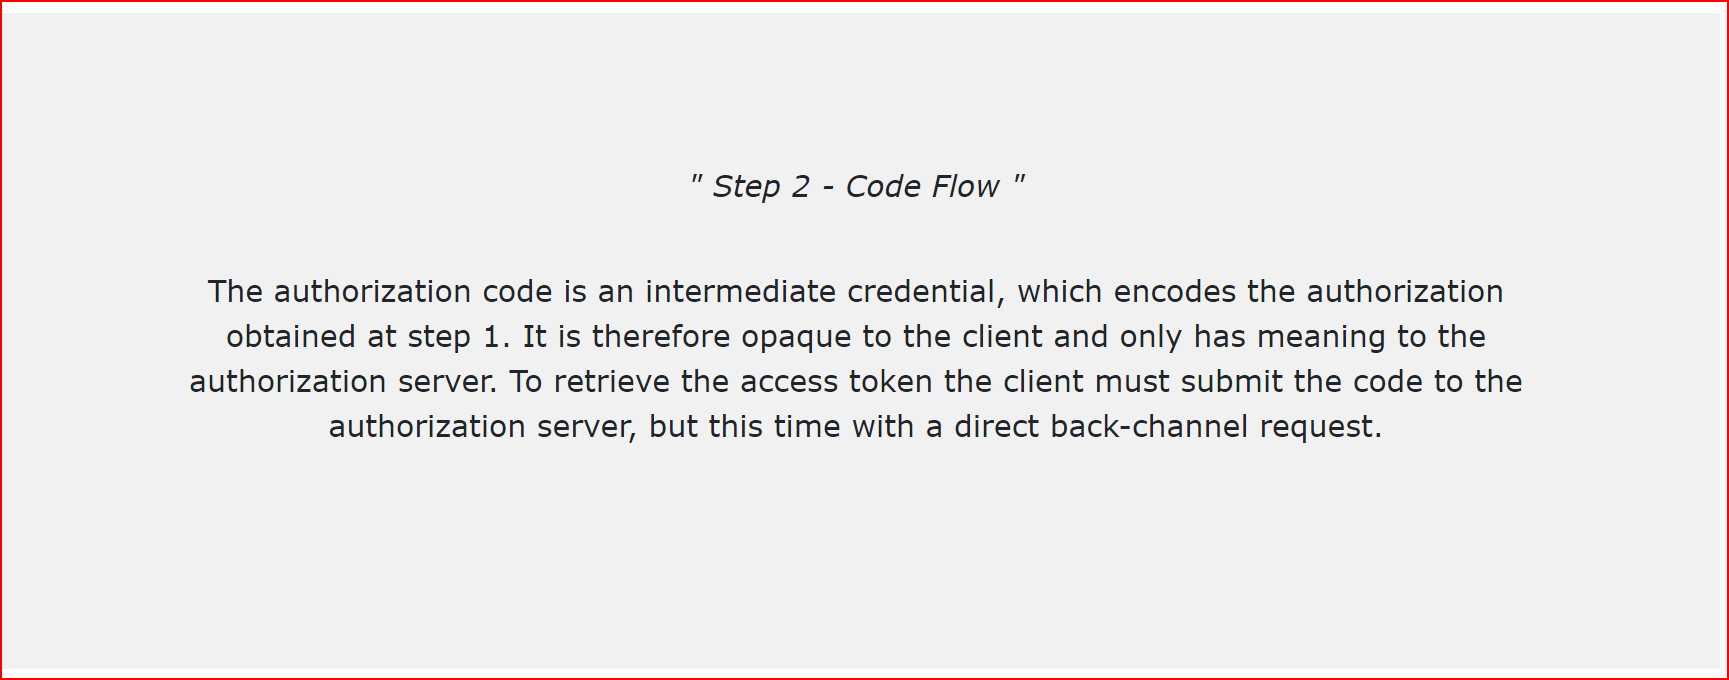 " Step 2 - Code Flow "
The authorization code is an intermediate credential, which encodes the authorization
obtained at step 1. It is therefore opaque to the client and only has meaning to the
authorization server. To retrieve the access token the client must submit the code to the
authorization server, but this time with a direct back-channel request.